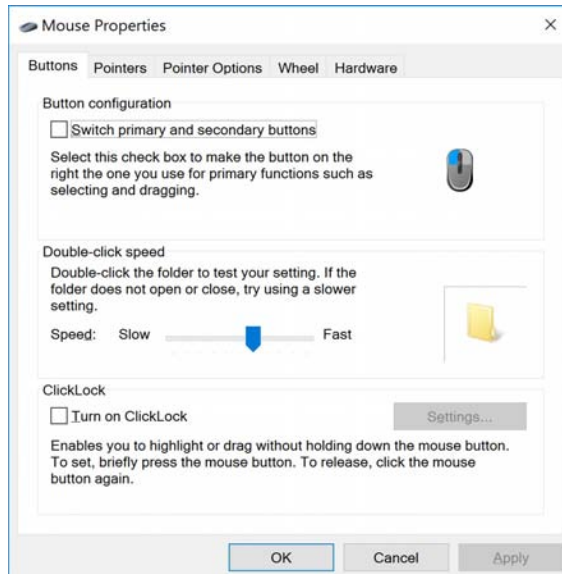 Mouse Properties
Buttons Pointers Pointer Options Wheel Hardware
Button configuration
Switch primary and secondary buttons
Select this check box to make the button on the
right the one you use for primary functions such as
selecting and dragging.
Double-click speed
Double-click the folder to test your setting. If the
folder does not open or close, try using a slower
setting.
Speed: Slow Fast
ClickLock
Turn on ClickLock Settings...
Enables you to highlight or drag without holding down the mouse button.
To set, briefly press the mouse button. To release, click the mouse
button again.
OK Cancel Apply